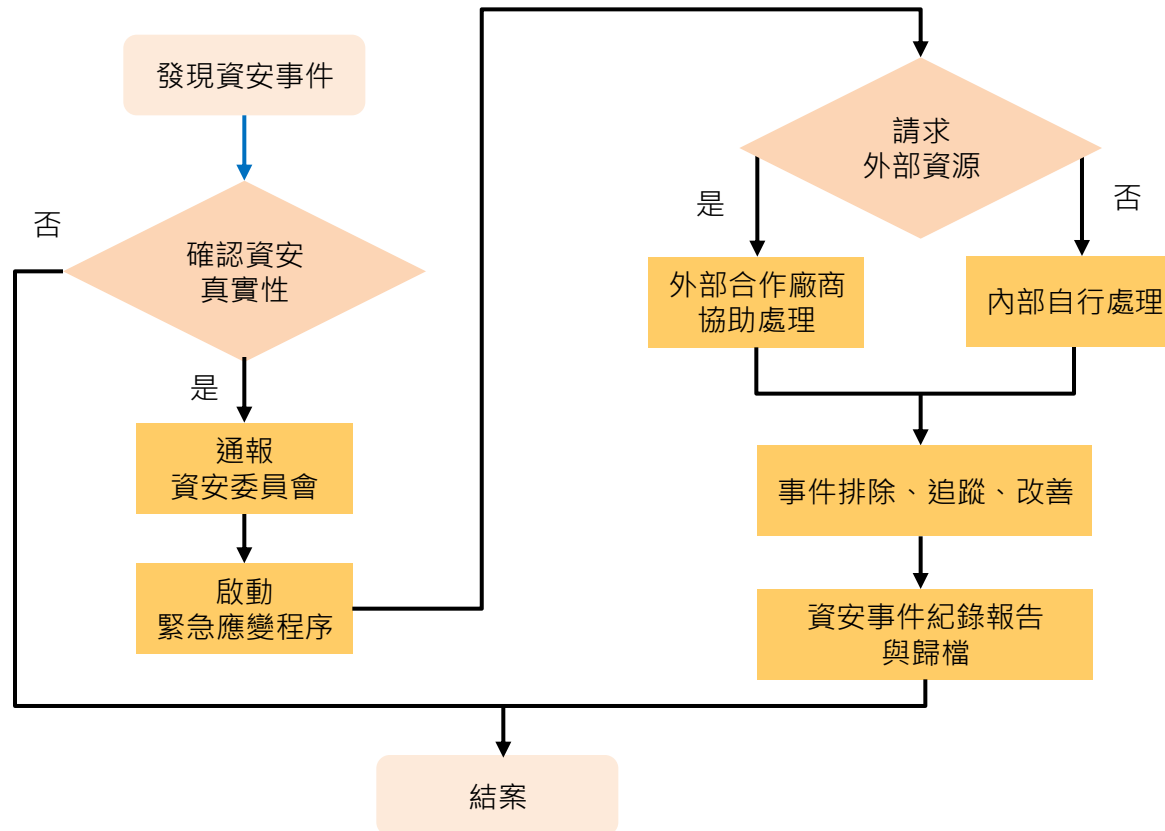 發現資安事件
否
確認資安
真實性
是
通報
資安委員會
啟動
緊急應變程序
請求
外部資源
是
否
外部合作廠商
協助處理
內部自行處理
事件排除、追蹤、改善
資安事件紀錄報告
與歸檔
結案